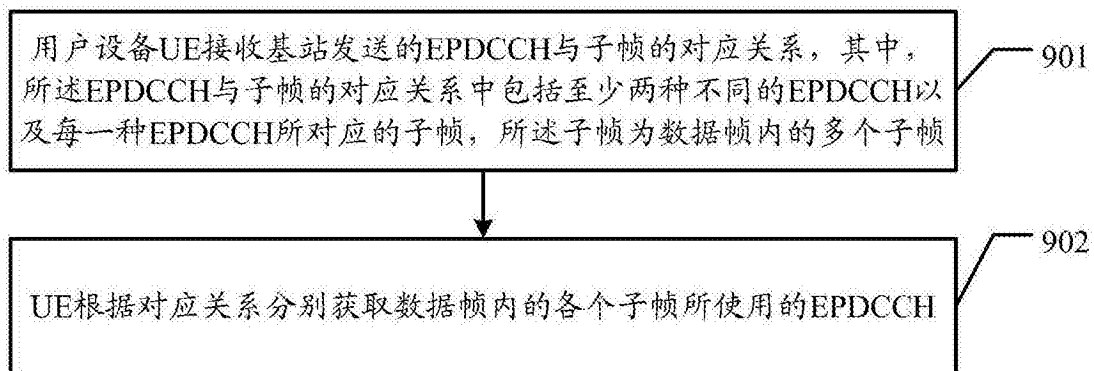 用户设备UE接收基站发送的EPDCCH与子帧的对应关系，其中，
所述EPDCCH与子帧的对应关系中包括至少两种不同的EPDCCH以
及每一种EPDCCH所对应的子帧，所述子帧为数据帧内的多个子帧
901
UE根据对应关系分别获取数据帧内的各个子帧所使用的EPDCCH
902